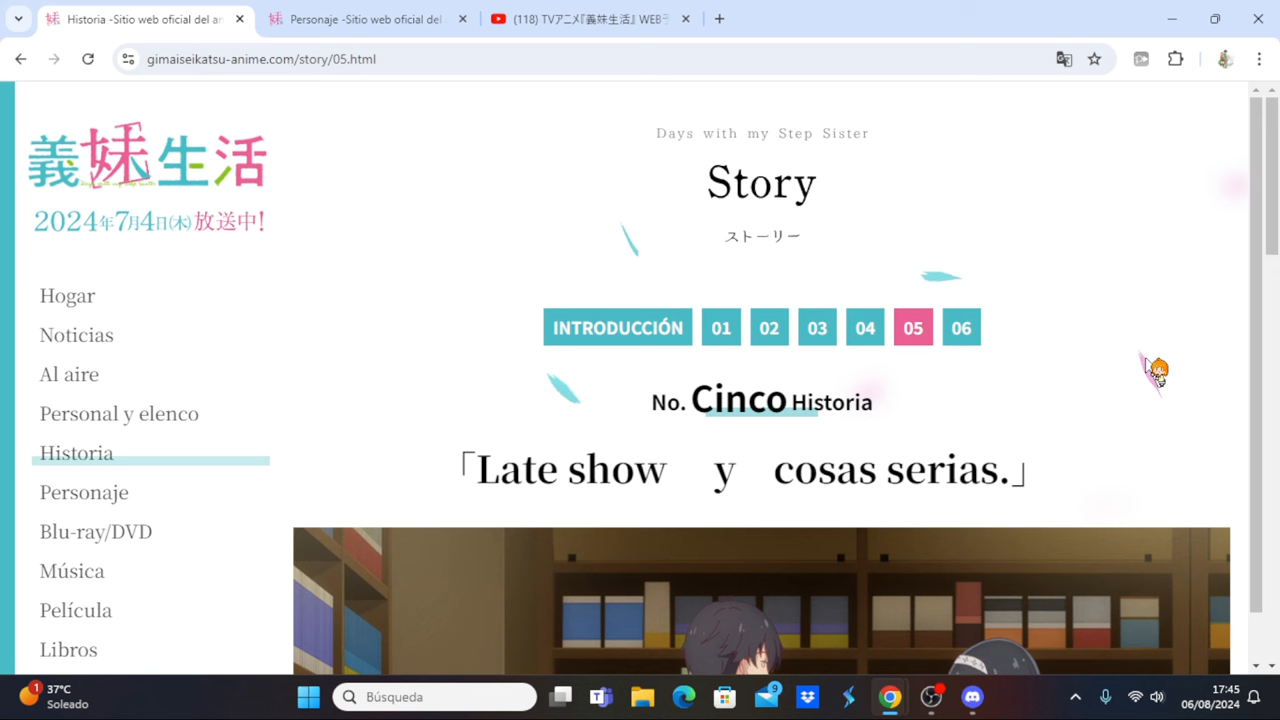 Historia -Sitio web oficial del an
Personaje -Sitio web oficial del
(118) TVアニメ『義妹生活』 WEBラ
gimaiseikatsu-anime.com/story/05.html
義妹生活
2024年7月4日(木)放送中!
Hogar
Noticias
Al aire
Personal y elenco
Historia
Personaje
Blu-ray/DVD
Música
Película
Libros
Days with my Step Sister
Story
ストーリー
INTRODUCCIÓN 01 02 03 04 05 06
No. Cinco Historia
「Late show y cosas serias.」
1
37°C
Soleado
Búsqueda
9
17:45
06/08/2024